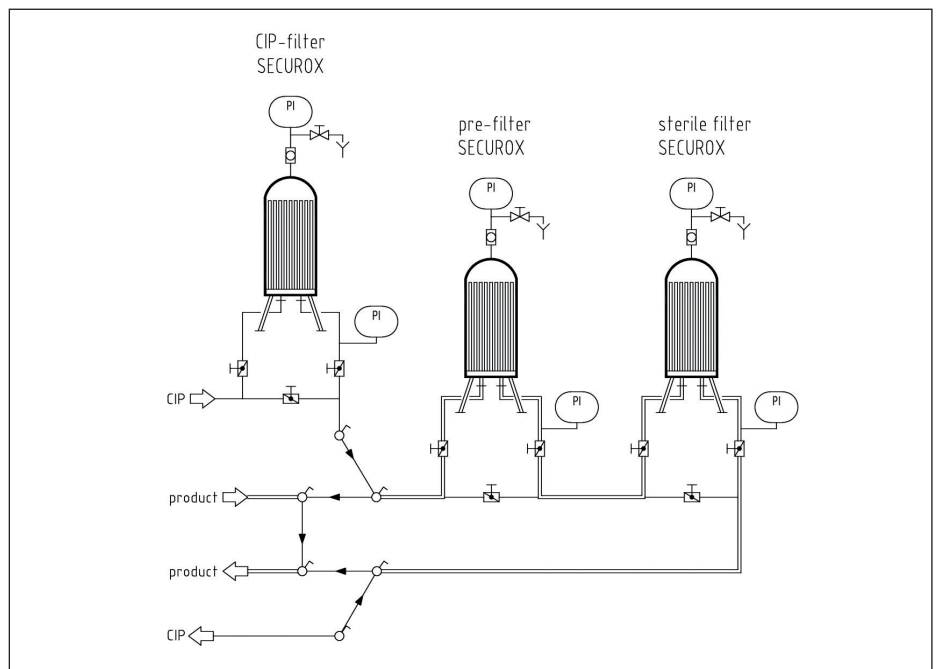 CIP-filter
SECUROX
PI
pre-filter
SECUROX
sterile filter
SECUROX
PI
PI
PI
CIP
PI
PI
product
product
CIP